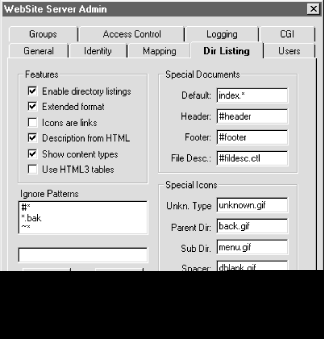 WebSite Server Admin
Groups Access Control Logging CGI
General Identity Mapping Dir Listing Users
Features
Enable directory listings
Extended format
Icons are links
Description from HTML
Show content types
Use HTML3 tables
Ignore Patterns
#*
*.bak
~*
Special Documents
Default: index.*
Header: #header
Footer: #footer
File Desc.: #fildesc.ctl
Special Icons
Unkn. Type unknown.gif
Parent Dir: back.gif
Sub Dir. menu.gif
Spacer dblank.gif